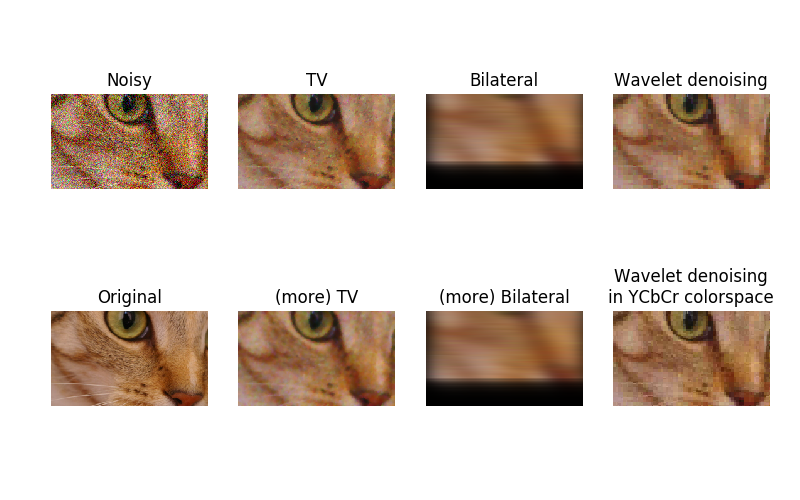 Noisy
TV
Bilateral
Wavelet denoising
Original
(more) TV
(more) Bilateral
Wavelet denoising
in YCbCr colorspace